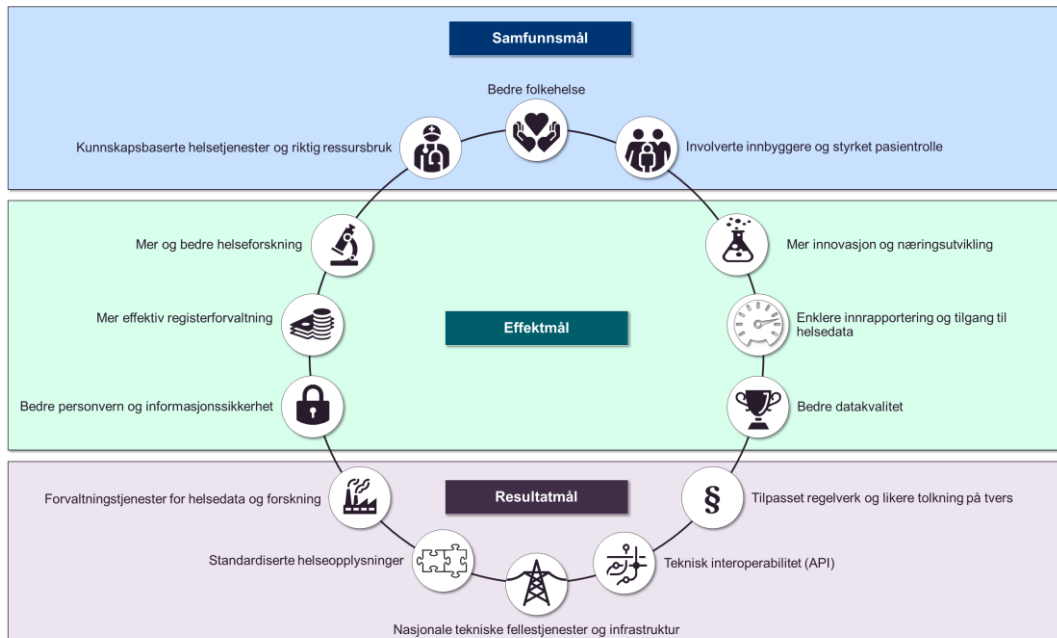 Samfunnsmål
Bedre folkehelse
Kunnskapsbaserte helsetjenester og riktig ressursbruk
Involverte innbyggere og styrket pasientrolle
Mer og bedre helseforskning
Mer innovasjon og næringsutvikling
Mer effektiv registerforvaltning
Effektmål
Enklere innrapportering og tilgang til
helsedata
Bedre personvern og informasjonssikkerhet
Bedre datakvalitet
Forvaltningstjenester for helsedata og forskning
Resultatmål
§
Tilpasset regelverk og likere tolkning på tvers
Standardiserte helseopplysninger
Teknisk interoperabilitet (API)
Nasjonale tekniske fellestjenester og infrastruktur